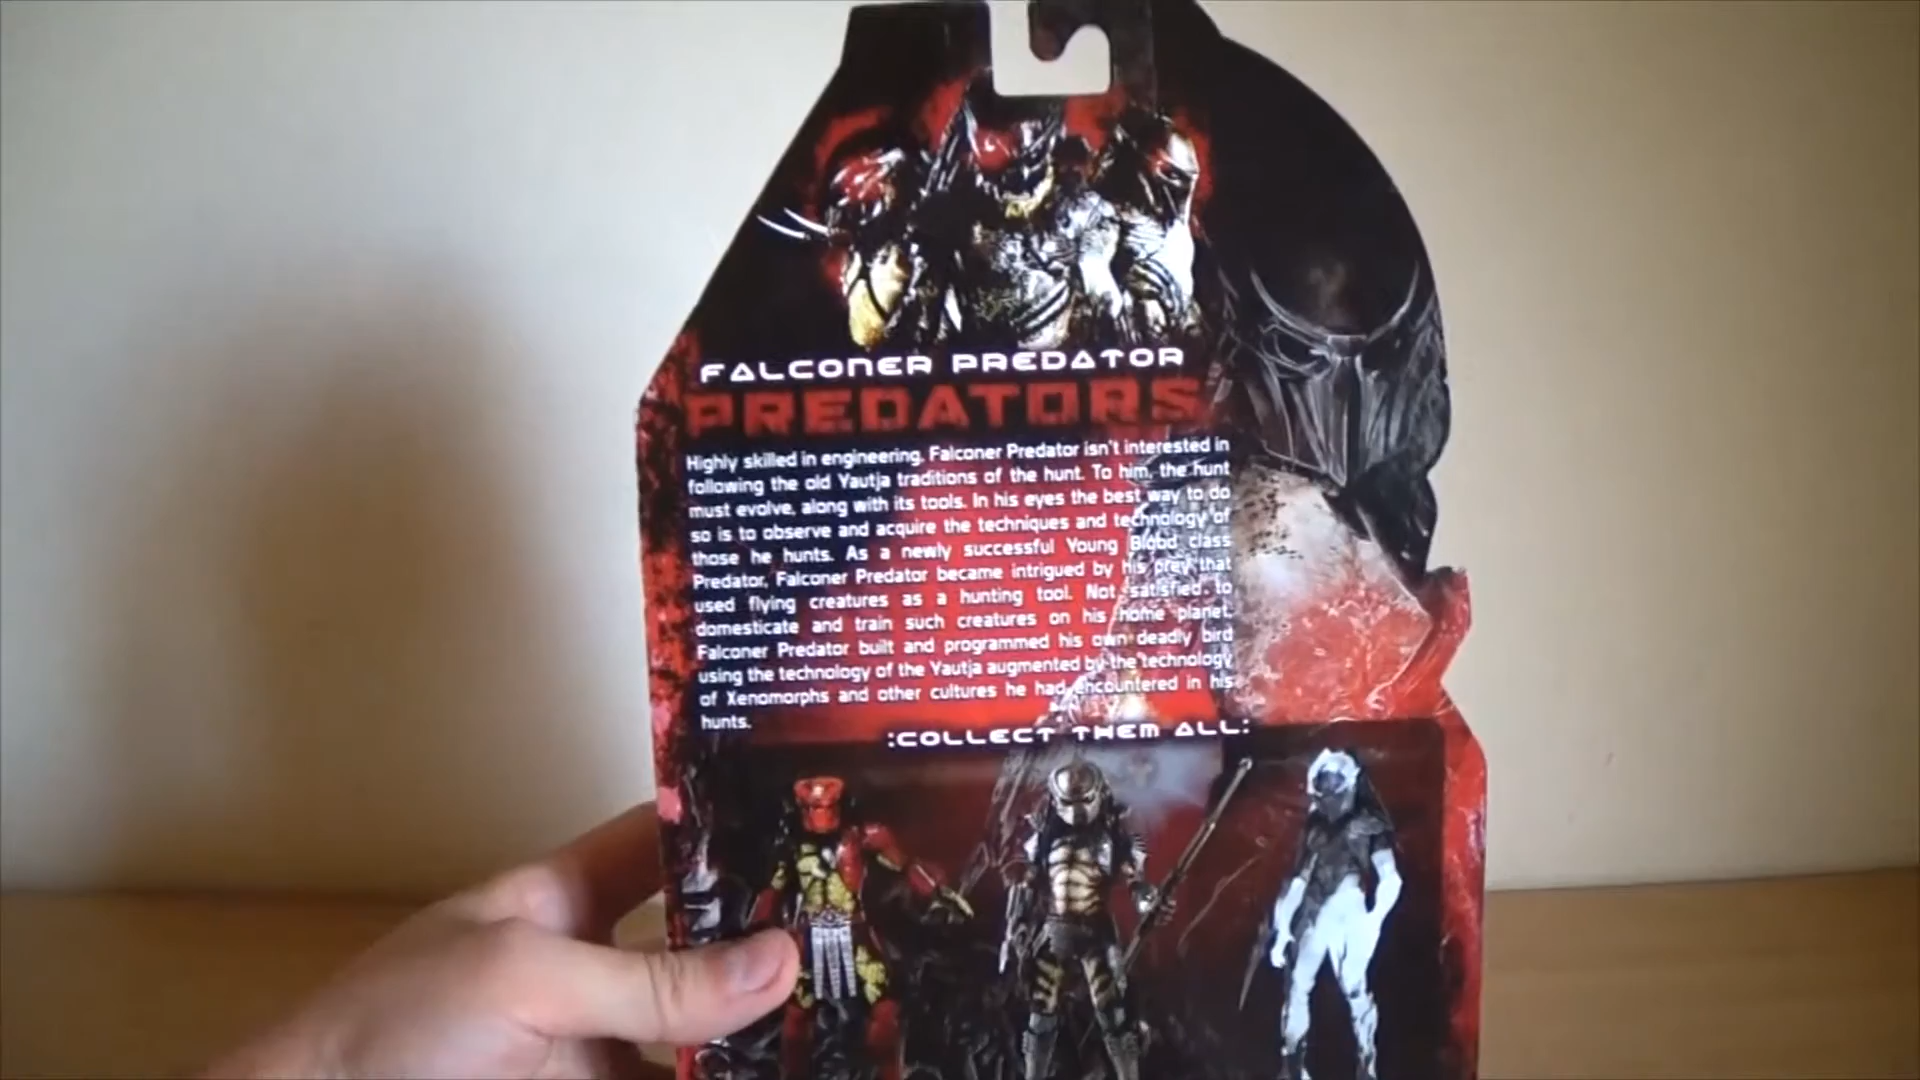 FALCONER PREDATOR
PREDATORS
Highly skilled in engineering, Falconer Predator isn't interested in
following the old Yautja traditions of the hunt. To him, the hunt
must evolve, along with its tools. In his eyes the best way to do
so is to observe and acquire the techniques and technology of
those he hunts. As a newly successful Young Blood class
Predator, Falconer Predator became intrigued by his prey that
used flying creatures as a hunting tool. Not satisfied to
domesticate and train such creatures on his home planet,
Falconer Predator built and programmed his own deadly bird
using the technology of the Yautja augmented by the technology
of Xenomorphs and other cultures he had encountered in his
hunts.
:COLLECT THEM ALL: